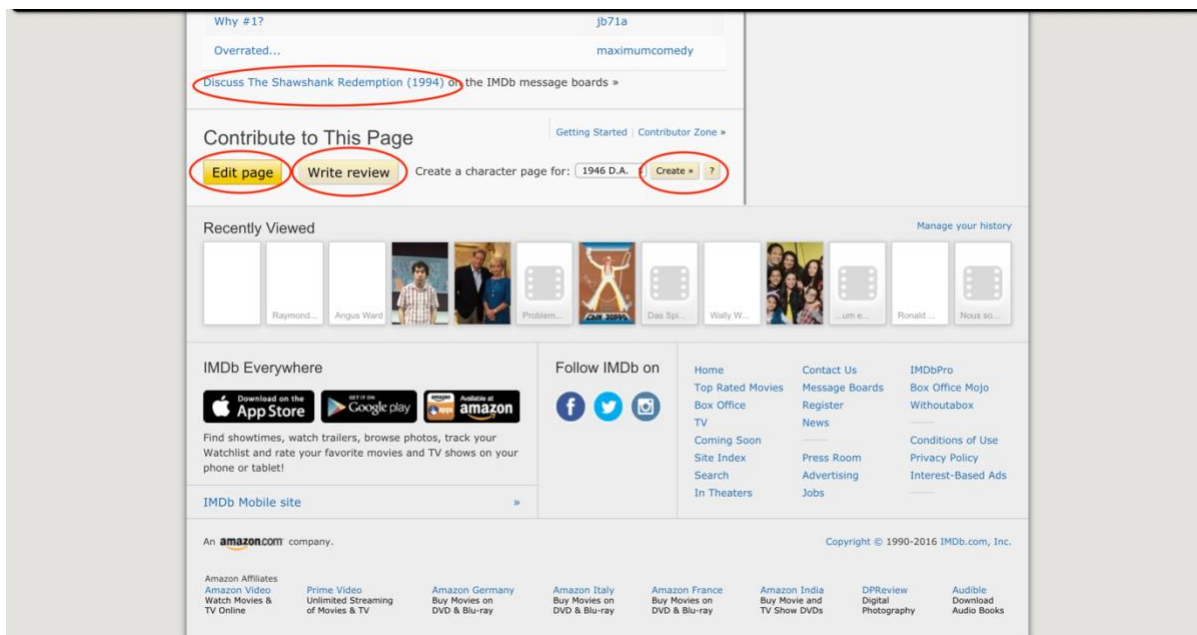 Why #1? jb71a
Overrated... maximumcomedy
Discuss The Shawshank Redemption (1994) on the IMDb message boards »
Contribute to This Page
Getting Started | Contributor Zone »
Edit page Write review Create a character page for: 1946 D.A. Create » ?
Recently Viewed Manage your history
Raymond... Angus Ward Problem... Das Spi... Wally W... ...um e... Ronald ... Nous so...
IMDb Everywhere
Download on the App Store
GET IT ON Google play
Available at amazon
Find showtimes, watch trailers, browse photos, track your
Watchlist and rate your favorite movies and TV shows on your
phone or tablet!
IMDb Mobile site »
Follow IMDb on
Home
Top Rated Movies
Box Office
TV
Coming Soon
Site Index
Search
In Theaters
Contact Us
Message Boards
Register
News
Press Room
Advertising
Jobs
IMDbPro
Box Office Mojo
Withoutabox
Conditions of Use
Privacy Policy
Interest-Based Ads
An amazon.com company. Copyright © 1990-2016 IMDb.com, Inc.
Amazon Affiliates
Amazon Video
Watch Movies &
TV Online
Prime Video
Unlimited Streaming
of Movies & TV
Amazon Germany
Buy Movies on
DVD & Blu-ray
Amazon Italy
Buy Movies on
DVD & Blu-ray
Amazon France
Buy Movies on
DVD & Blu-ray
Amazon India
Buy Movie and
TV Show DVDs
DPReview
Digital
Photography
Audible
Download
Audio Books